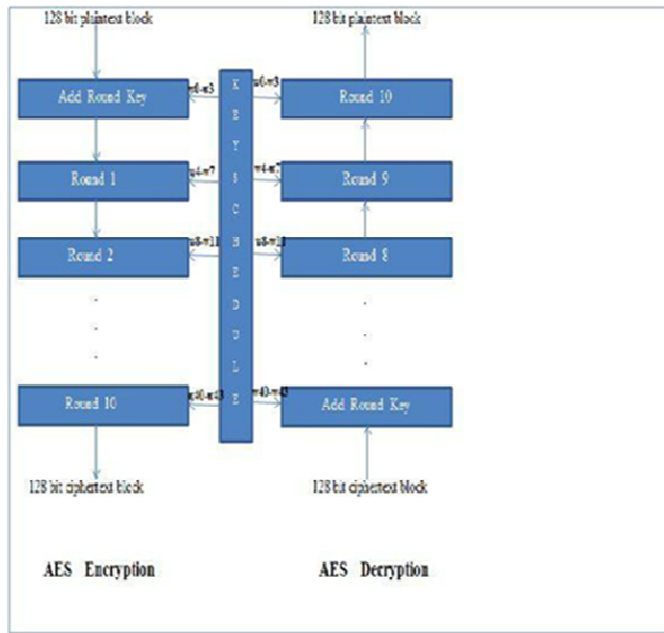 128 bit plaintext block
128 bit plaintext block
Add Round Key
w0-w3
w0-w3
Round 10
Round 1
w4-w7
w4-w7
Round 9
Round 2
w8-w11
w8-w11
Round 8
KEY SCHEDULE
Round 10
w40-w43
w40-w43
Add Round Key
128 bit ciphertext block
128 bit ciphertext block
AES Encryption
AES Decryption